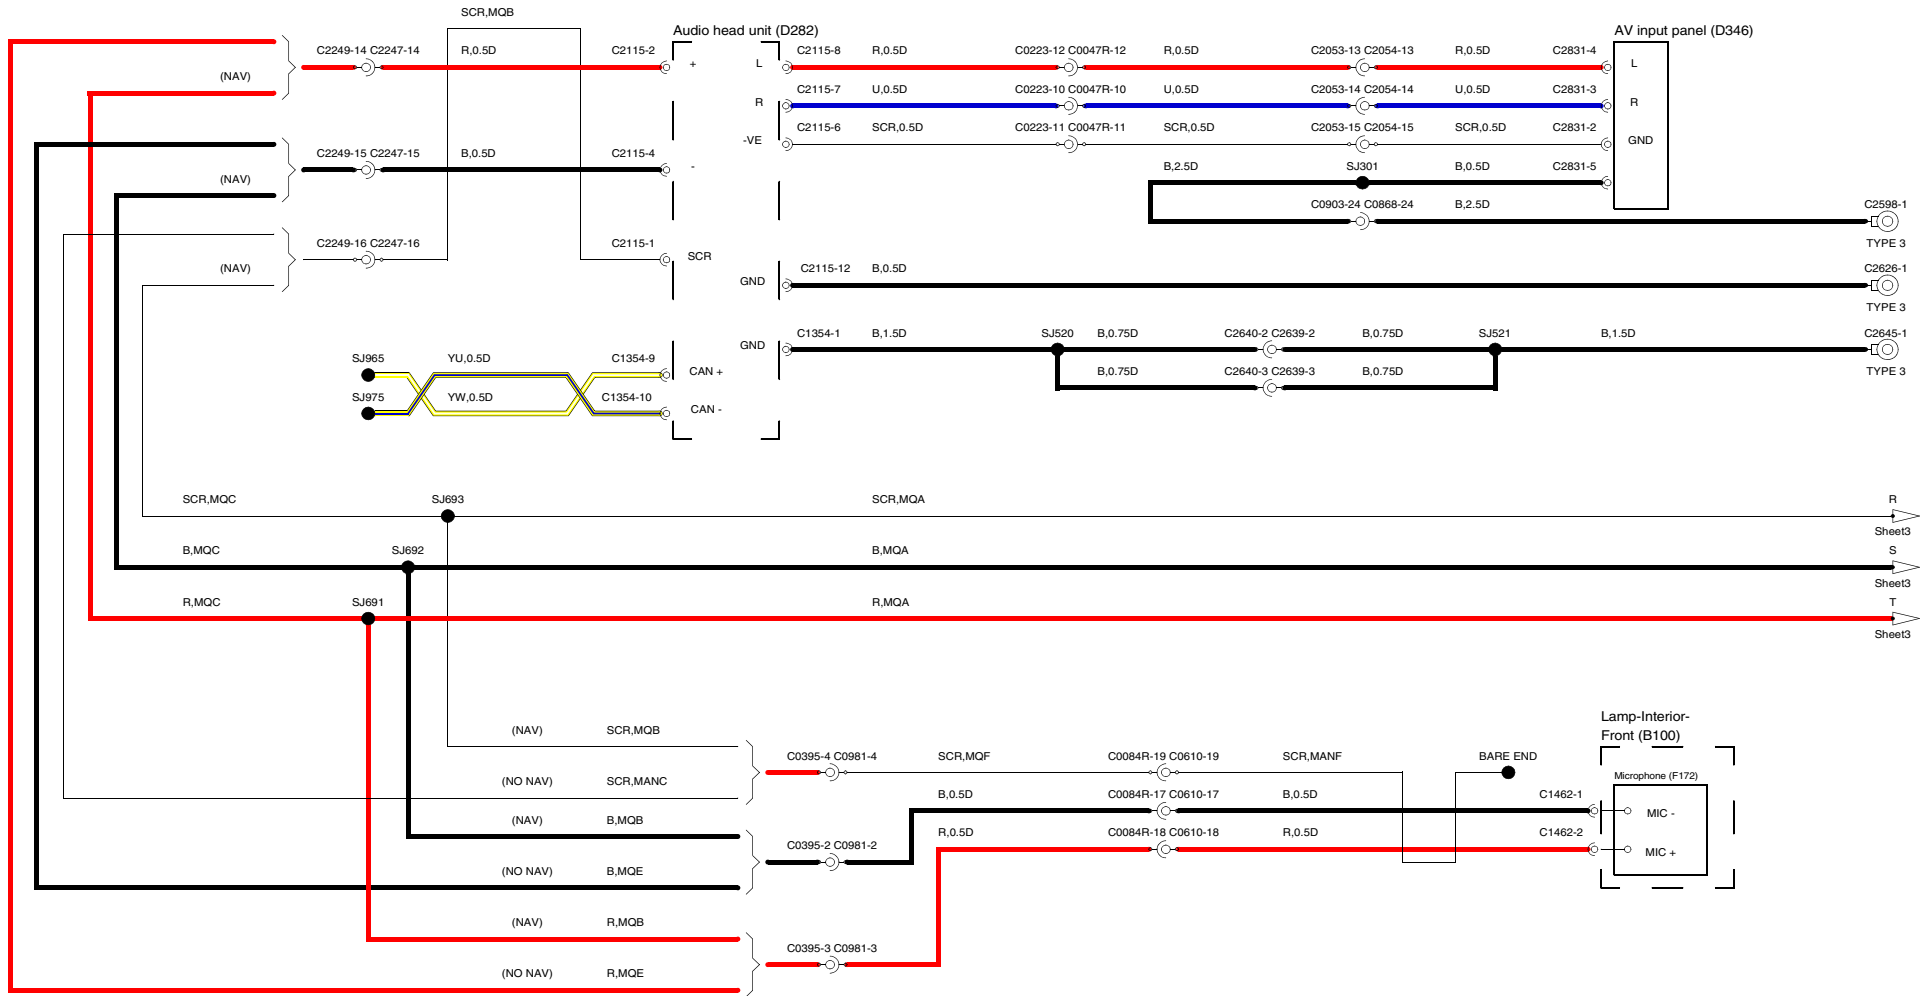 SCR,MQB
Audio head unit (D282)
AV input panel (D346)
C2249-14 C2247-14 R,0.5D C2115-2
C2115-8 R,0.5D C0223-12 C0047R-12 R,0.5D C2053-13 C2054-13 R,0.5D C2831-4
+ L L
(NAV)
C2115-7 U,0.5D C0223-10 C0047R-10 U,0.5D C2053-14 C2054-14 U,0.5D C2831-3
R R
C2115-6 SCR,0.5D C0223-11 C0047R-11 SCR,0.5D C2053-15 C2054-15 SCR,0.5D C2831-2
-VE GND
C2249-15 C2247-15 B,0.5D C2115-4
-
B,2.5D SJ301 B,0.5D C2831-5
(NAV)
C0903-24 C0868-24 B,2.5D C2598-1
TYPE 3
C2249-16 C2247-16 C2115-1
SCR
(NAV)
C2115-12 B,0.5D C2626-1
GND
TYPE 3
C1354-1 B,1.5D SJ520 B,0.75D C2640-2 C2639-2 B,0.75D SJ521 B,1.5D C2645-1
GND
SJ965 YU,0.5D C1354-9
CAN +
B,0.75D C2640-3 C2639-3 B,0.75D
TYPE 3
SJ975 YW,0.5D C1354-10
CAN -
SCR,MQC SJ693 SCR,MQA R
Sheet3
B,MQC SJ692 B,MQA S
Sheet3
R,MQC SJ691 R,MQA T
Sheet3
Lamp-Interior-
Front (B100)
(NAV) SCR,MQB
C0395-4 C0981-4 SCR,MQF C0084R-19 C0610-19 SCR,MANF BARE END
Microphone (F172)
(NO NAV) SCR,MANC
B,0.5D C0084R-17 C0610-17 B,0.5D C1462-1
MIC -
(NAV) B,MQB
R,0.5D C0084R-18 C0610-18 R,0.5D C1462-2
C0395-2 C0981-2
MIC +
(NO NAV) B,MQE
(NAV) R,MQB
C0395-3 C0981-3
(NO NAV) R,MQE